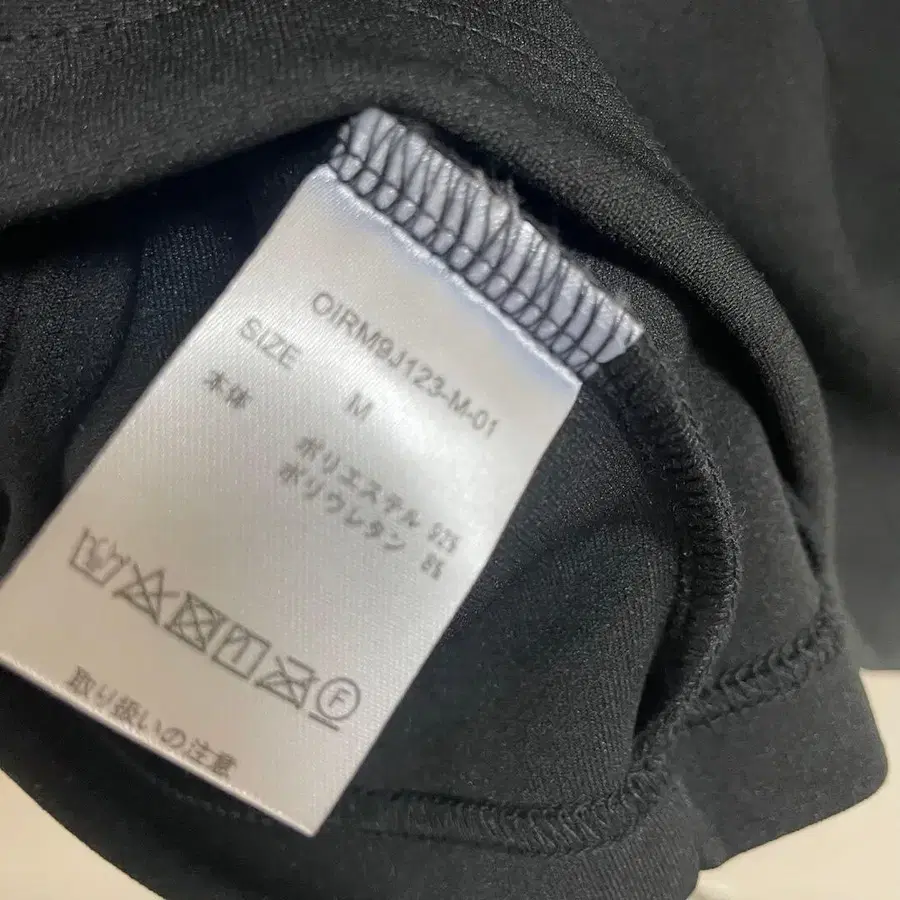 OIRM9J123-M-01
SIZE M
本体 ポリエステル 92%
ポリウレタン 8%
F
取り扱いの注意